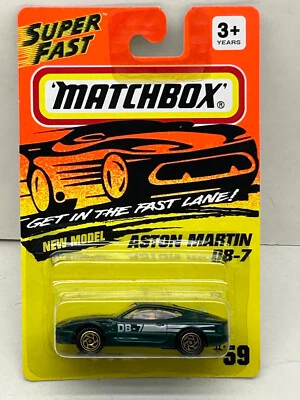 SUPER
FAST
3+
YEARS
MATCHBOX®
GET IN THE FAST LANE!
NEW MODEL
ASTON MARTIN
DB-7
DB-7
#59